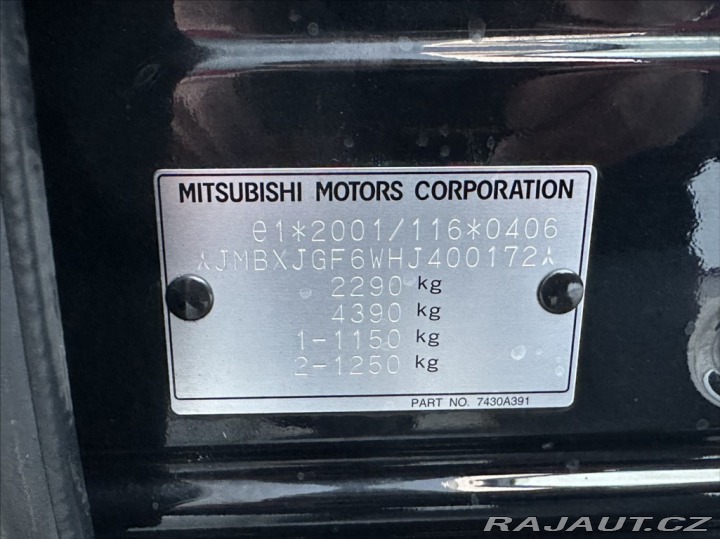 MITSUBISHI MOTORS CORPORATION
e1*2001/116*0406
*JMBXJGF6WHJ400172*
2290 kg
4390 kg
1-1150 kg
2-1250 kg
PART NO. 7430A391
RAJAUT.CZ